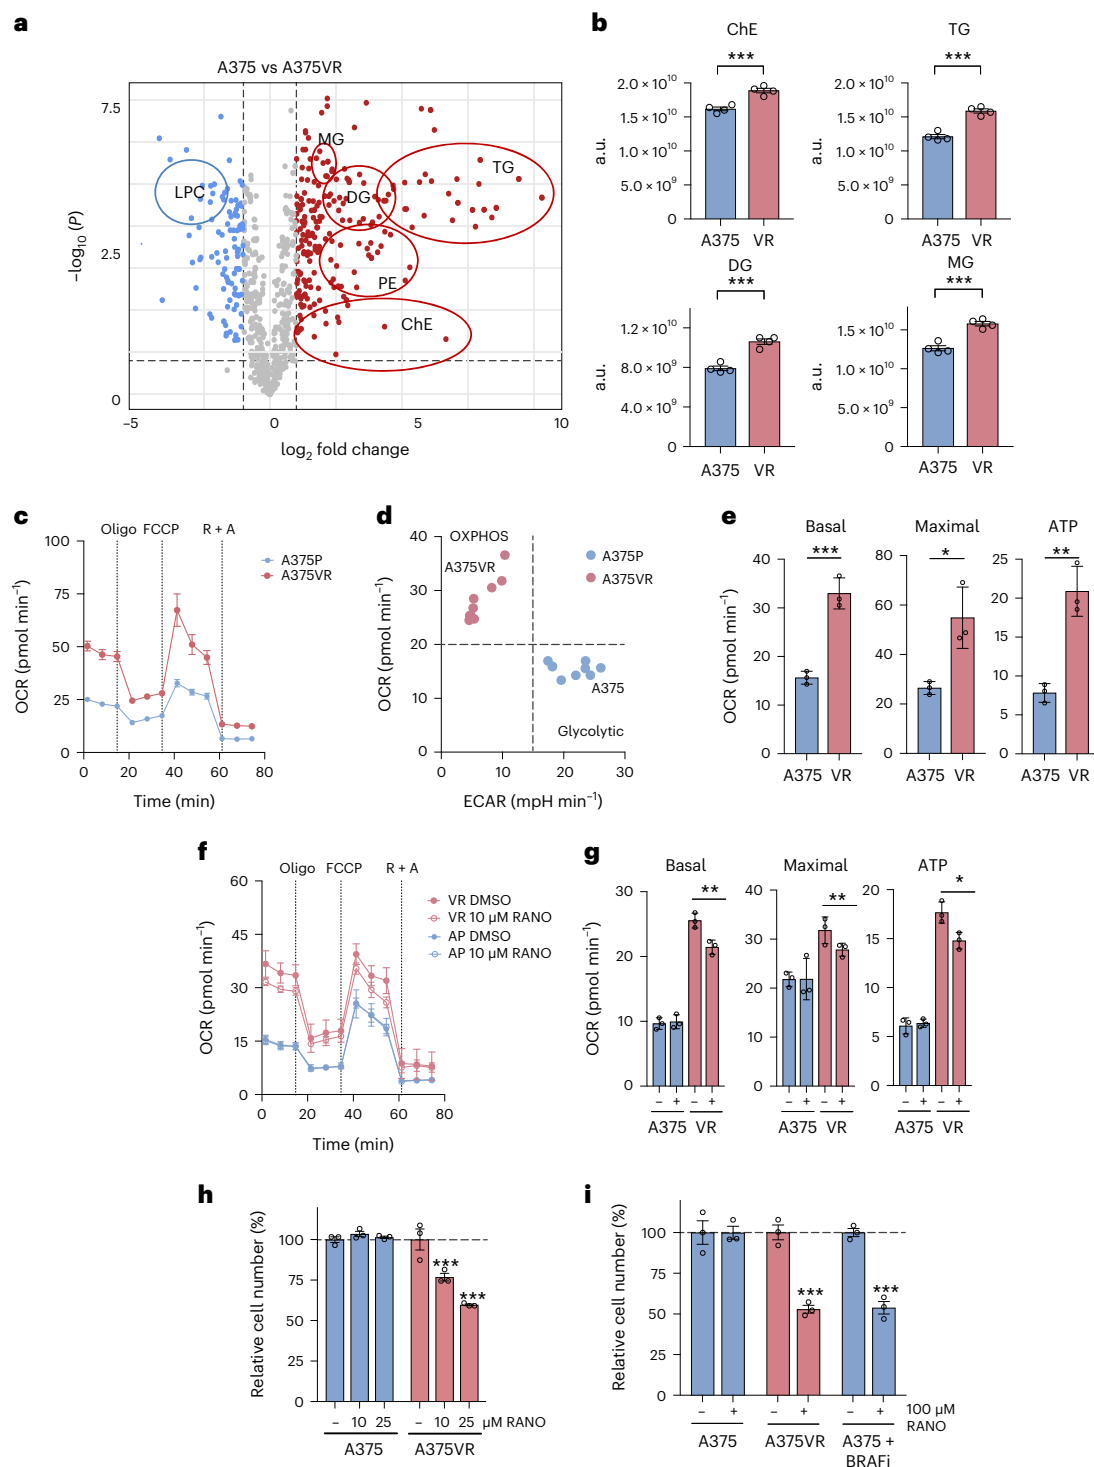 a
A375 vs A375VR
7.5
2.5
0
−log10 (P)
MG
TG
LPC
DG
PE
ChE
−5
0
5
10
log2 fold change
b
ChE
***
2.0 × 10^10
1.5 × 10^10
1.0 × 10^10
5.0 × 10^9
0
a.u.
A375 VR
TG
***
2.0 × 10^10
1.5 × 10^10
1.0 × 10^10
5.0 × 10^9
0
a.u.
A375 VR
DG
***
1.2 × 10^10
8.0 × 10^9
4.0 × 10^9
0
a.u.
A375 VR
MG
***
1.5 × 10^10
1.0 × 10^10
5.0 × 10^9
0
a.u.
A375 VR
c
Oligo FCCP R + A
100
75
50
25
0
OCR (pmol min−1)
A375P
A375VR
0 20 40 60 80
Time (min)
d
40
30
20
10
0
OCR (pmol min−1)
OXPHOS
A375VR
A375P
A375VR
A375
Glycolytic
0 10 20 30
ECAR (mpH min−1)
e
Basal
***
40
30
20
10
0
OCR (pmol min−1)
A375 VR
Maximal
*
80
60
40
20
0
A375 VR
ATP
**
25
20
15
10
5
0
A375 VR
f
Oligo FCCP R + A
60
45
30
15
0
OCR (pmol min−1)
VR DMSO
VR 10 µM RANO
AP DMSO
AP 10 µM RANO
0 20 40 60 80
Time (min)
g
Basal
**
30
20
10
0
OCR (pmol min−1)
− + − +
A375 VR
Maximal
**
40
30
20
10
0
− + − +
A375 VR
ATP
*
20
15
10
5
0
− + − +
A375 VR
h
100
75
50
25
0
Relative cell number (%)
***
***
− 10 25 − 10 25 µM RANO
A375 A375VR
i
100
75
50
25
0
Relative cell number (%)
***
***
− + − + − + 100 µM
RANO
A375 A375VR A375 +
BRAFi